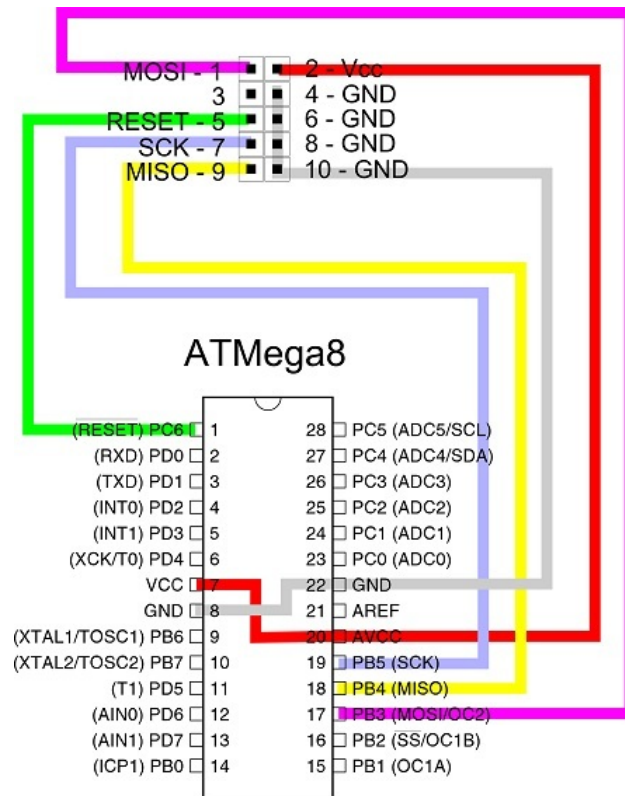 MOSI - 1 2 - Vcc
3 4 - GND
RESET - 5 6 - GND
SCK - 7 8 - GND
MISO - 9 10 - GND
ATMega8
(RESET) PC6 1 28 PC5 (ADC5/SCL)
(RXD) PD0 2 27 PC4 (ADC4/SDA)
(TXD) PD1 3 26 PC3 (ADC3)
(INT0) PD2 4 25 PC2 (ADC2)
(INT1) PD3 5 24 PC1 (ADC1)
(XCK/T0) PD4 6 23 PC0 (ADC0)
VCC 7 22 GND
GND 8 21 AREF
(XTAL1/TOSC1) PB6 9 20 AVCC
(XTAL2/TOSC2) PB7 10 19 PB5 (SCK)
(T1) PD5 11 18 PB4 (MISO)
(AIN0) PD6 12 17 PB3 (MOSI/OC2)
(AIN1) PD7 13 16 PB2 (SS/OC1B)
(ICP1) PB0 14 15 PB1 (OC1A)